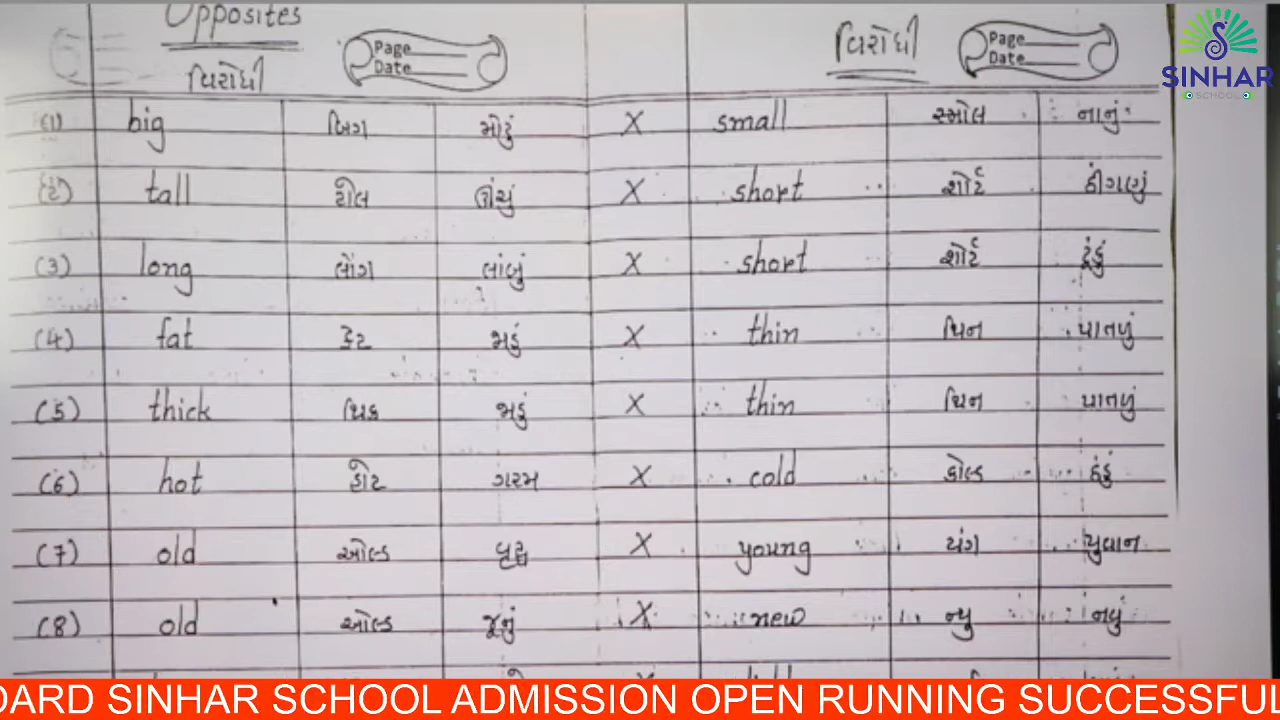 Opposites
વિરોધી
Page
Date
વિરોધી
Page
Date
SINHAR
SCHOOL
(1) big બિગ મોટું X small સ્મોલ નાનું
(2) tall ટોલ ઊંચું X short શોર્ટ ઠીંગણું
(3) long લોંગ લાંબું X short શોર્ટ ટૂંકું
(4) fat ફેટ જાડું X thin થિન પાતળું
(5) thick થિક જાડું X thin થિન પાતળું
(6) hot હોટ ગરમ X cold કોલ્ડ ઠંડું
(7) old ઓલ્ડ વૃદ્ધ X young યંગ યુવાન
(8) old ઓલ્ડ જૂનું X new ન્યુ નવું
OARD SINHAR SCHOOL ADMISSION OPEN RUNNING SUCCESSFUL